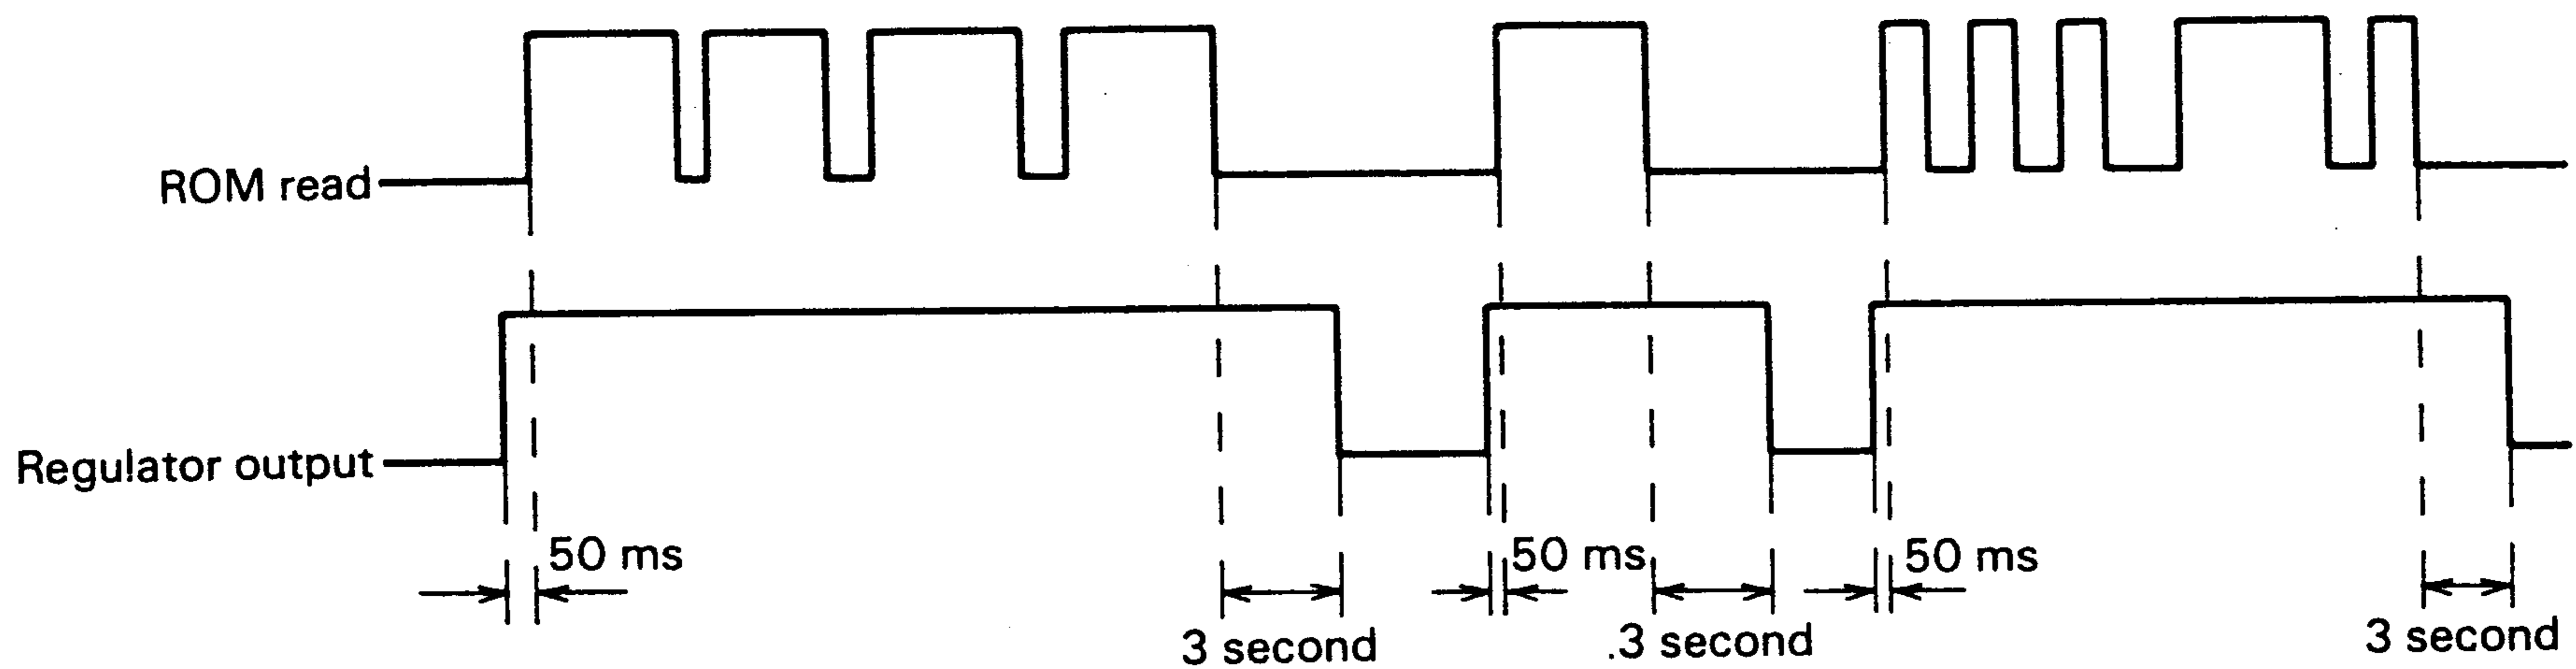 ROM read
Regulator output
50 ms
50 ms
50 ms
3 second
.3 second
3 second